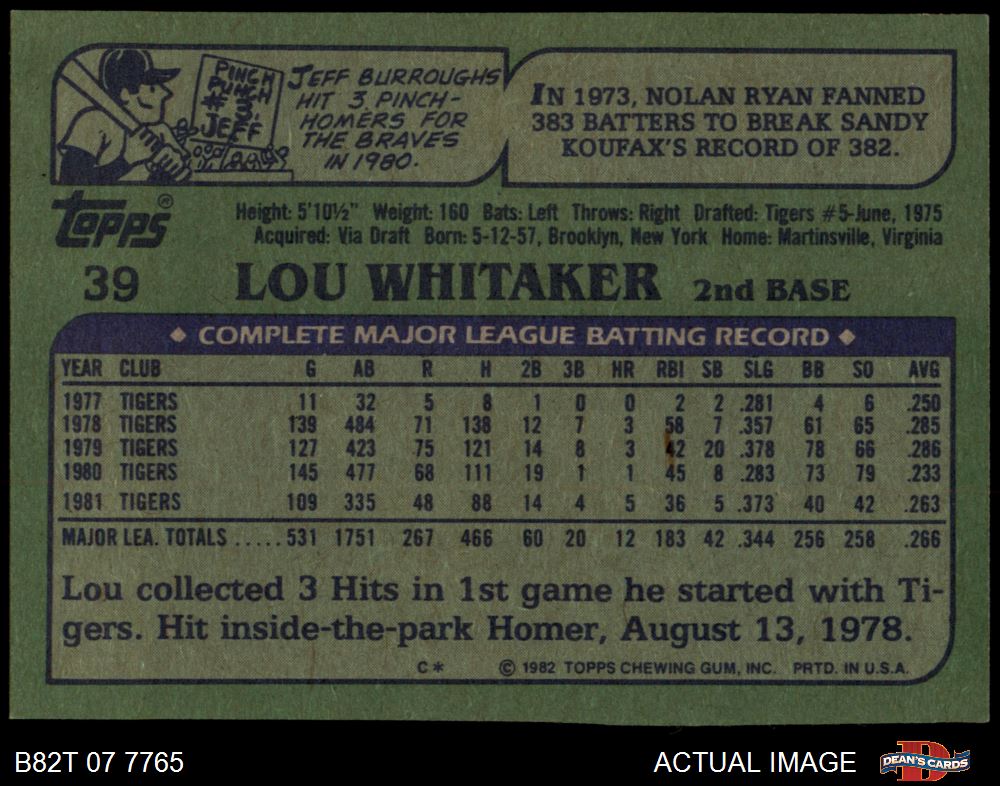 PINCH
PUNCH
# 3,
JEFF
JEFF BURROUGHS
HIT 3 PINCH-
HOMERS FOR
THE BRAVES
IN 1980.
IN 1973, NOLAN RYAN FANNED
383 BATTERS TO BREAK SANDY
KOUFAX'S RECORD OF 382.
Topps®
Height: 5'10½" Weight: 160 Bats: Left Throws: Right Drafted: Tigers #5-June, 1975
Acquired: Via Draft Born: 5-12-57, Brooklyn, New York Home: Martinsville, Virginia
39 LOU WHITAKER 2nd BASE
◆ COMPLETE MAJOR LEAGUE BATTING RECORD ◆
YEAR CLUB G AB R H 2B 3B HR RBI SB SLG BB SO AVG
1977 TIGERS 11 32 5 8 1 0 0 2 2 .281 4 6 .250
1978 TIGERS 139 484 71 138 12 7 3 58 7 .357 61 65 .285
1979 TIGERS 127 423 75 121 14 8 3 42 20 .378 78 66 .286
1980 TIGERS 145 477 68 111 19 1 1 45 8 .283 73 79 .233
1981 TIGERS 109 335 48 88 14 4 5 36 5 .373 40 42 .263
MAJOR LEA. TOTALS .....531 1751 267 466 60 20 12 183 42 .344 256 258 .266
Lou collected 3 Hits in 1st game he started with Ti-
gers. Hit inside-the-park Homer, August 13, 1978.
C* © 1982 TOPPS CHEWING GUM, INC. PRTD. IN U.S.A.
B82T 07 7765 ACTUAL IMAGE
D
DEAN'S CARDS